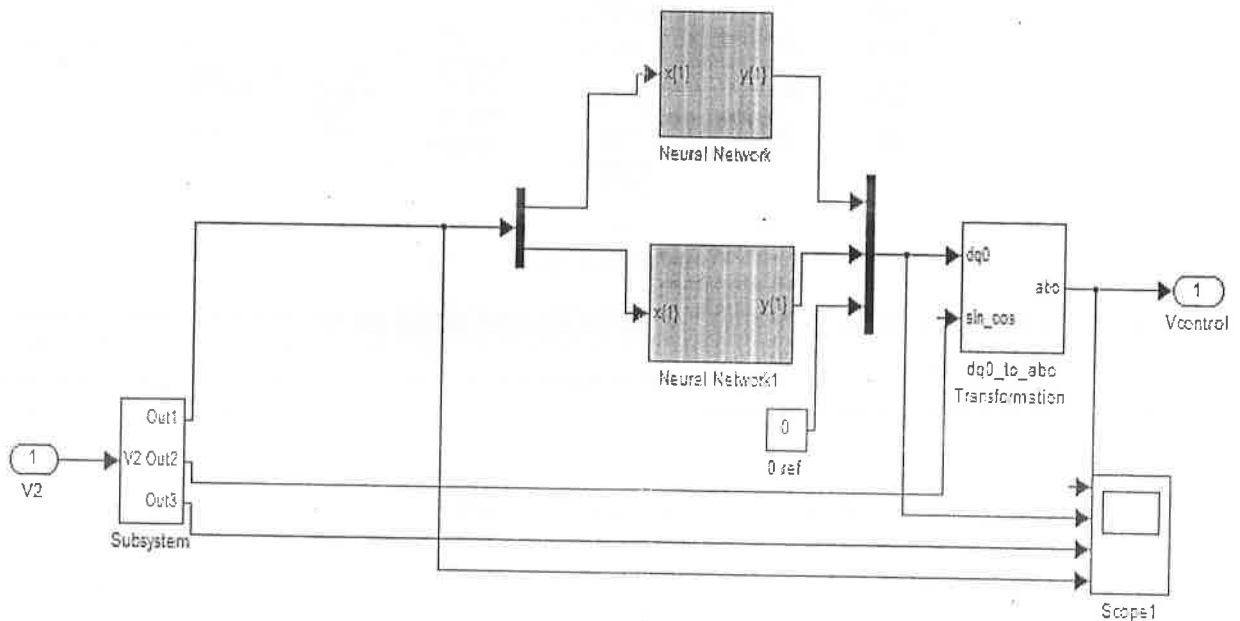 x{1} y{1}
Neural Network
x{1} y{1}
Neural Network1
dq0
abc
sin_cos
dq0_to_abc
Transformation
1
Vcontrol
0
0 ref
1
V2
Out1
V2 Out2
Out3
Subsystem
Scope1